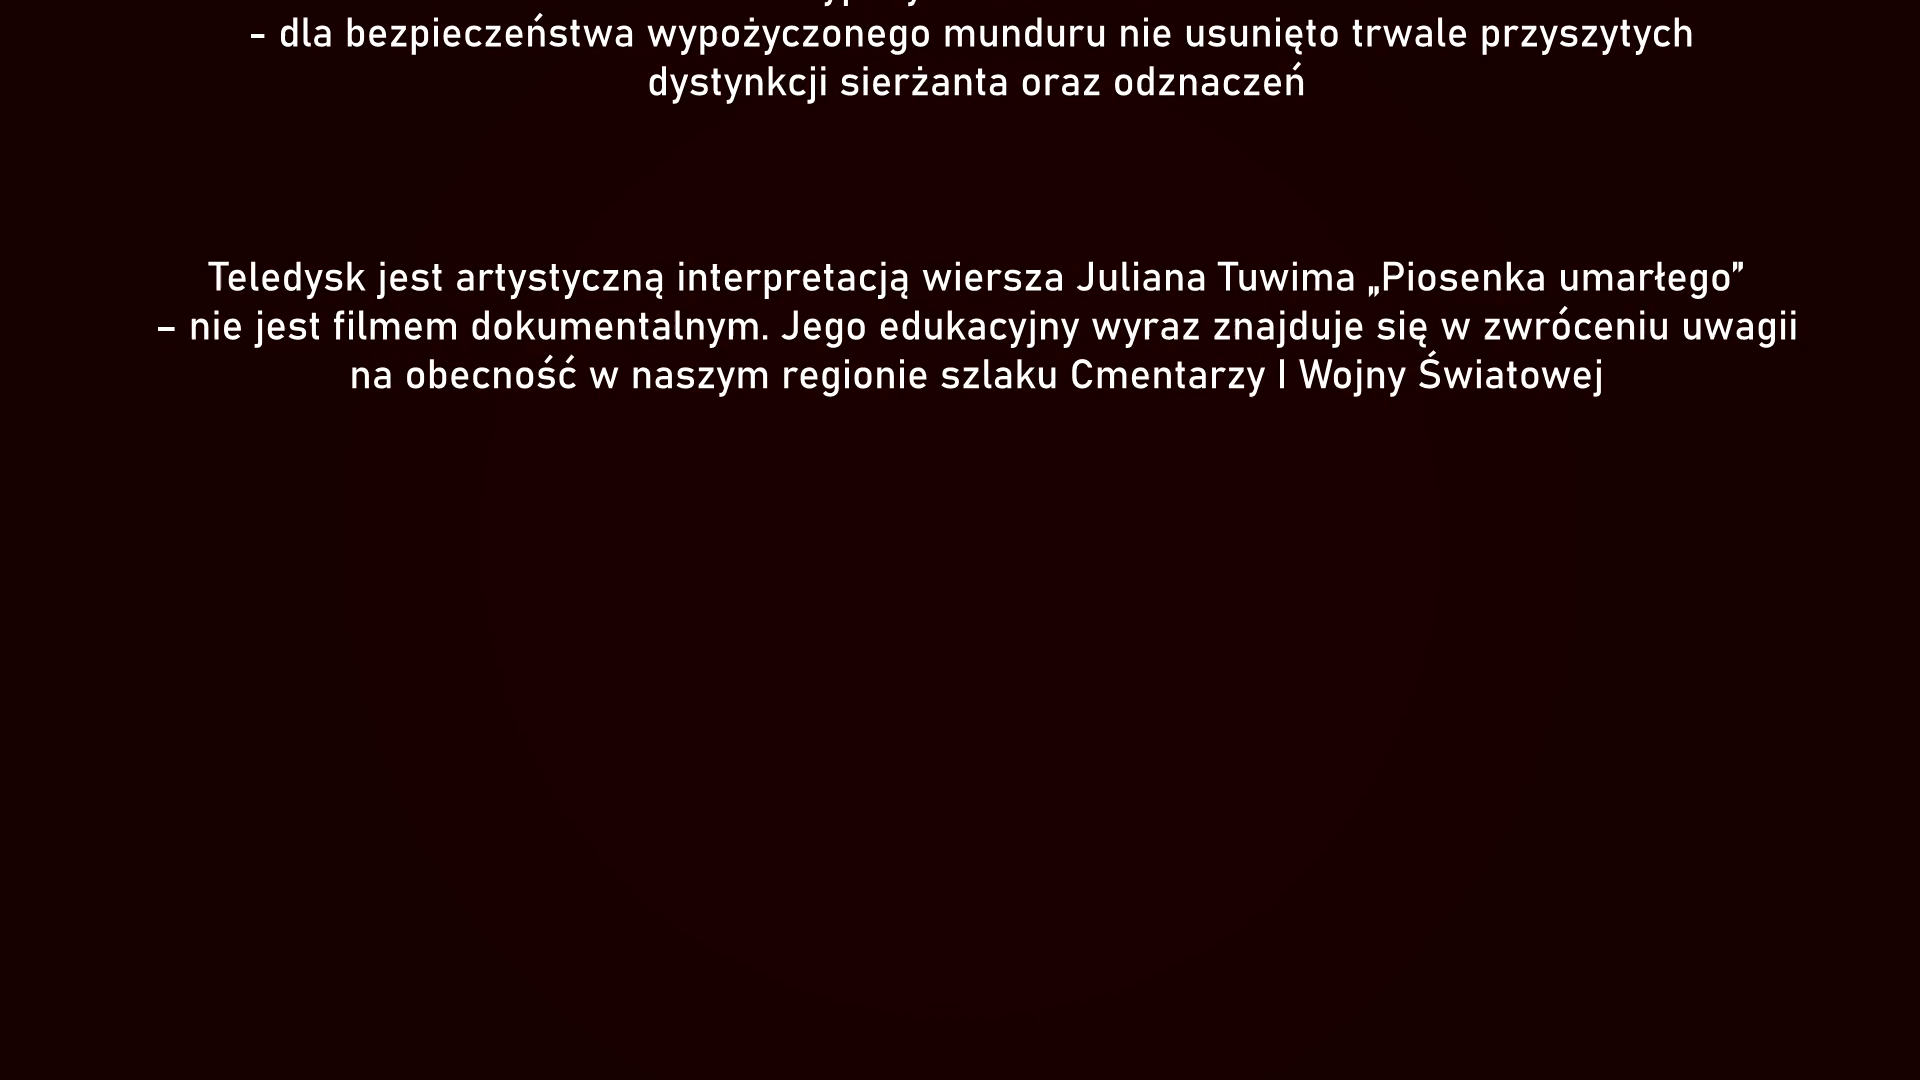 - dla bezpieczeństwa wypożyczonego munduru nie usunięto trwale przyszytych
dystynkcji sierżanta oraz odznaczeń
Teledysk jest artystyczną interpretacją wiersza Juliana Tuwima „Piosenka umarłego”
– nie jest filmem dokumentalnym. Jego edukacyjny wyraz znajduje się w zwróceniu uwagii
na obecność w naszym regionie szlaku Cmentarzy I Wojny Światowej